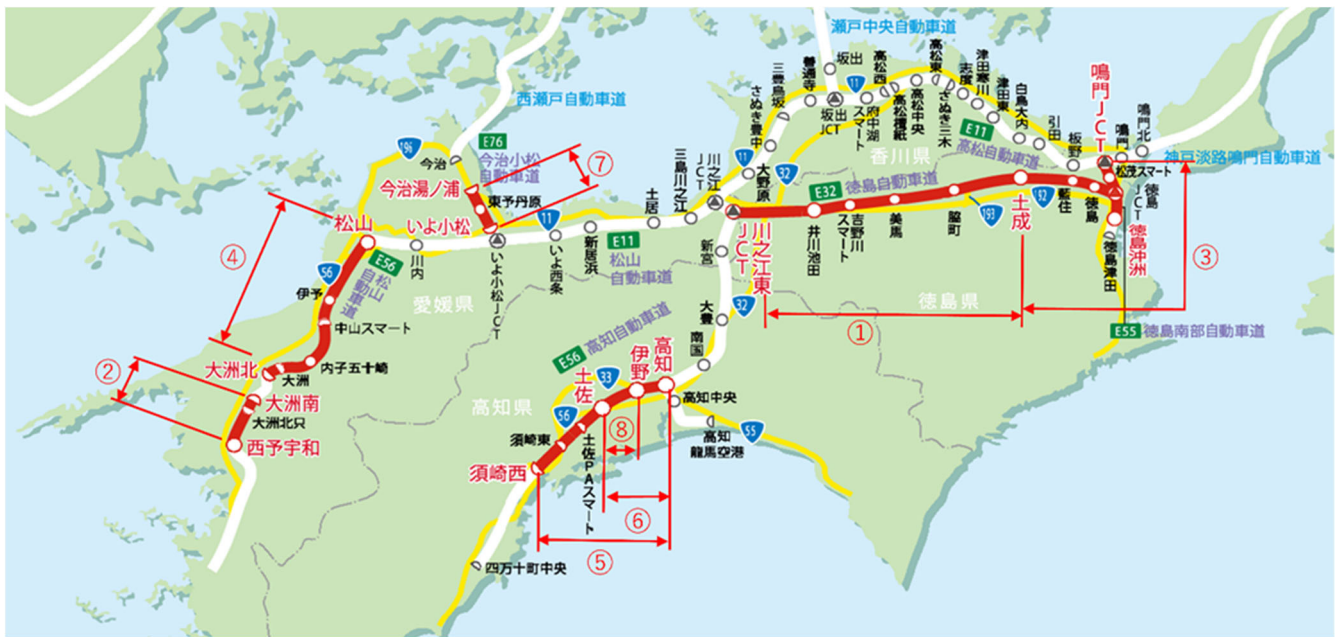 瀬戸中央自動車道
西瀬戸自動車道
神戸淡路鳴門自動車道
坂出
善通寺
三豊鳥坂
さぬき豊中
大野原
坂出JCT
11
府中湖スマート
高松西
高松檀紙
高松中央
高松東
さぬき三木
志度
津田寒川
津田東
白鳥大内
引田
板野
鳴門JCT
鳴門
鳴門北
松茂スマート
E11
高松自動車道
香川県
196
今治
E76
今治小松自動車道
⑦
今治湯ノ浦
東予丹原
いよ小松
いよ小松JCT
11
いよ西条
新居浜
土居
三島川之江
川之江JCT
11
32
E11
松山自動車道
川之江東JCT
E32
徳島自動車道
井川池田
吉野川スマート
美馬
脇町
193
土成
192
藍住
徳島
徳島JCT
徳島沖洲
徳島津田
③
①
徳島県
E55
徳島南部自動車道
新宮
大豊
32
南国
松山
川内
④
E56
松山自動車道
56
伊予
中山スマート
内子五十崎
愛媛県
大洲北
大洲
②
大洲南
大洲北只
西予宇和
E56
高知自動車道
高知
伊野
土佐
33
56
高知県
高知中央
高知龍馬空港
55
須崎東
土佐PAスマート
須崎西
⑧
⑥
⑤
四万十町中央